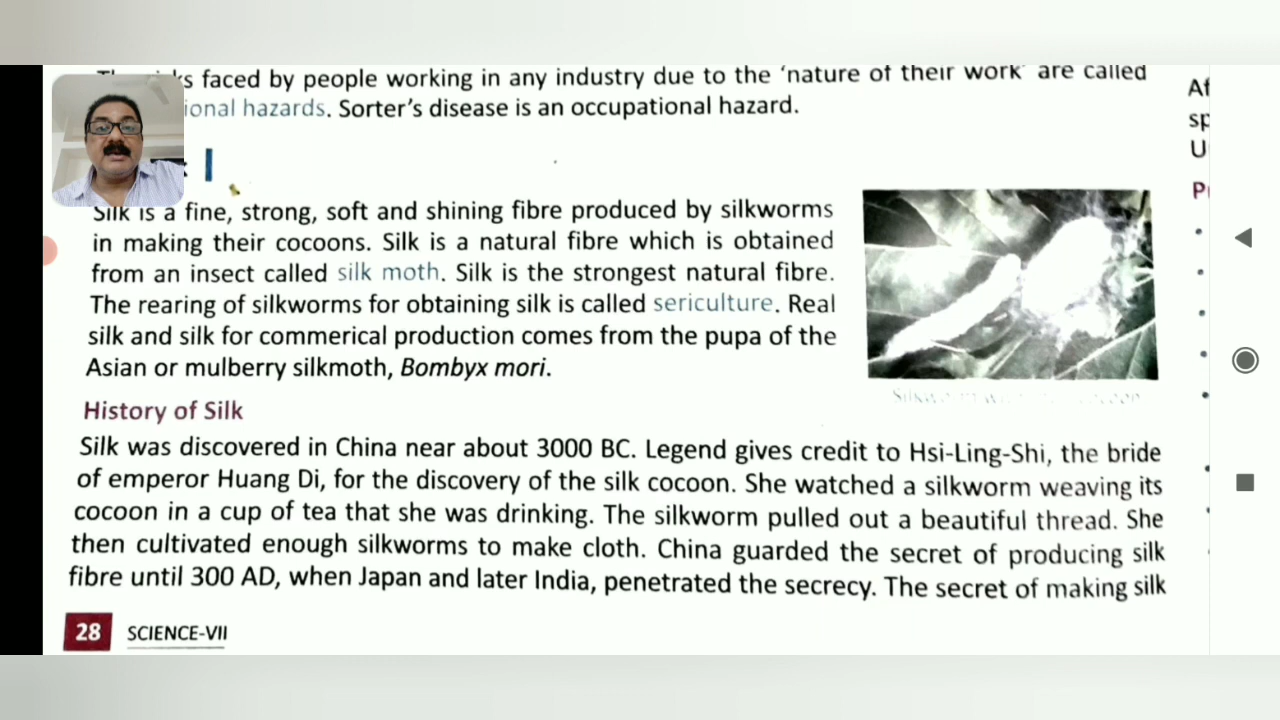 faced by people working in any industry due to the ‘nature of their work’ are called
ional hazards. Sorter’s disease is an occupational hazard.
Silk is a fine, strong, soft and shining fibre produced by silkworms
in making their cocoons. Silk is a natural fibre which is obtained
from an insect called silk moth. Silk is the strongest natural fibre.
The rearing of silkworms for obtaining silk is called sericulture. Real
silk and silk for commerical production comes from the pupa of the
Asian or mulberry silkmoth, Bombyx mori.
History of Silk
Silk was discovered in China near about 3000 BC. Legend gives credit to Hsi-Ling-Shi, the bride
of emperor Huang Di, for the discovery of the silk cocoon. She watched a silkworm weaving its
cocoon in a cup of tea that she was drinking. The silkworm pulled out a beautiful thread. She
then cultivated enough silkworms to make cloth. China guarded the secret of producing silk
fibre until 300 AD, when Japan and later India, penetrated the secrecy. The secret of making silk
28 SCIENCE-VII
Af
sp
U